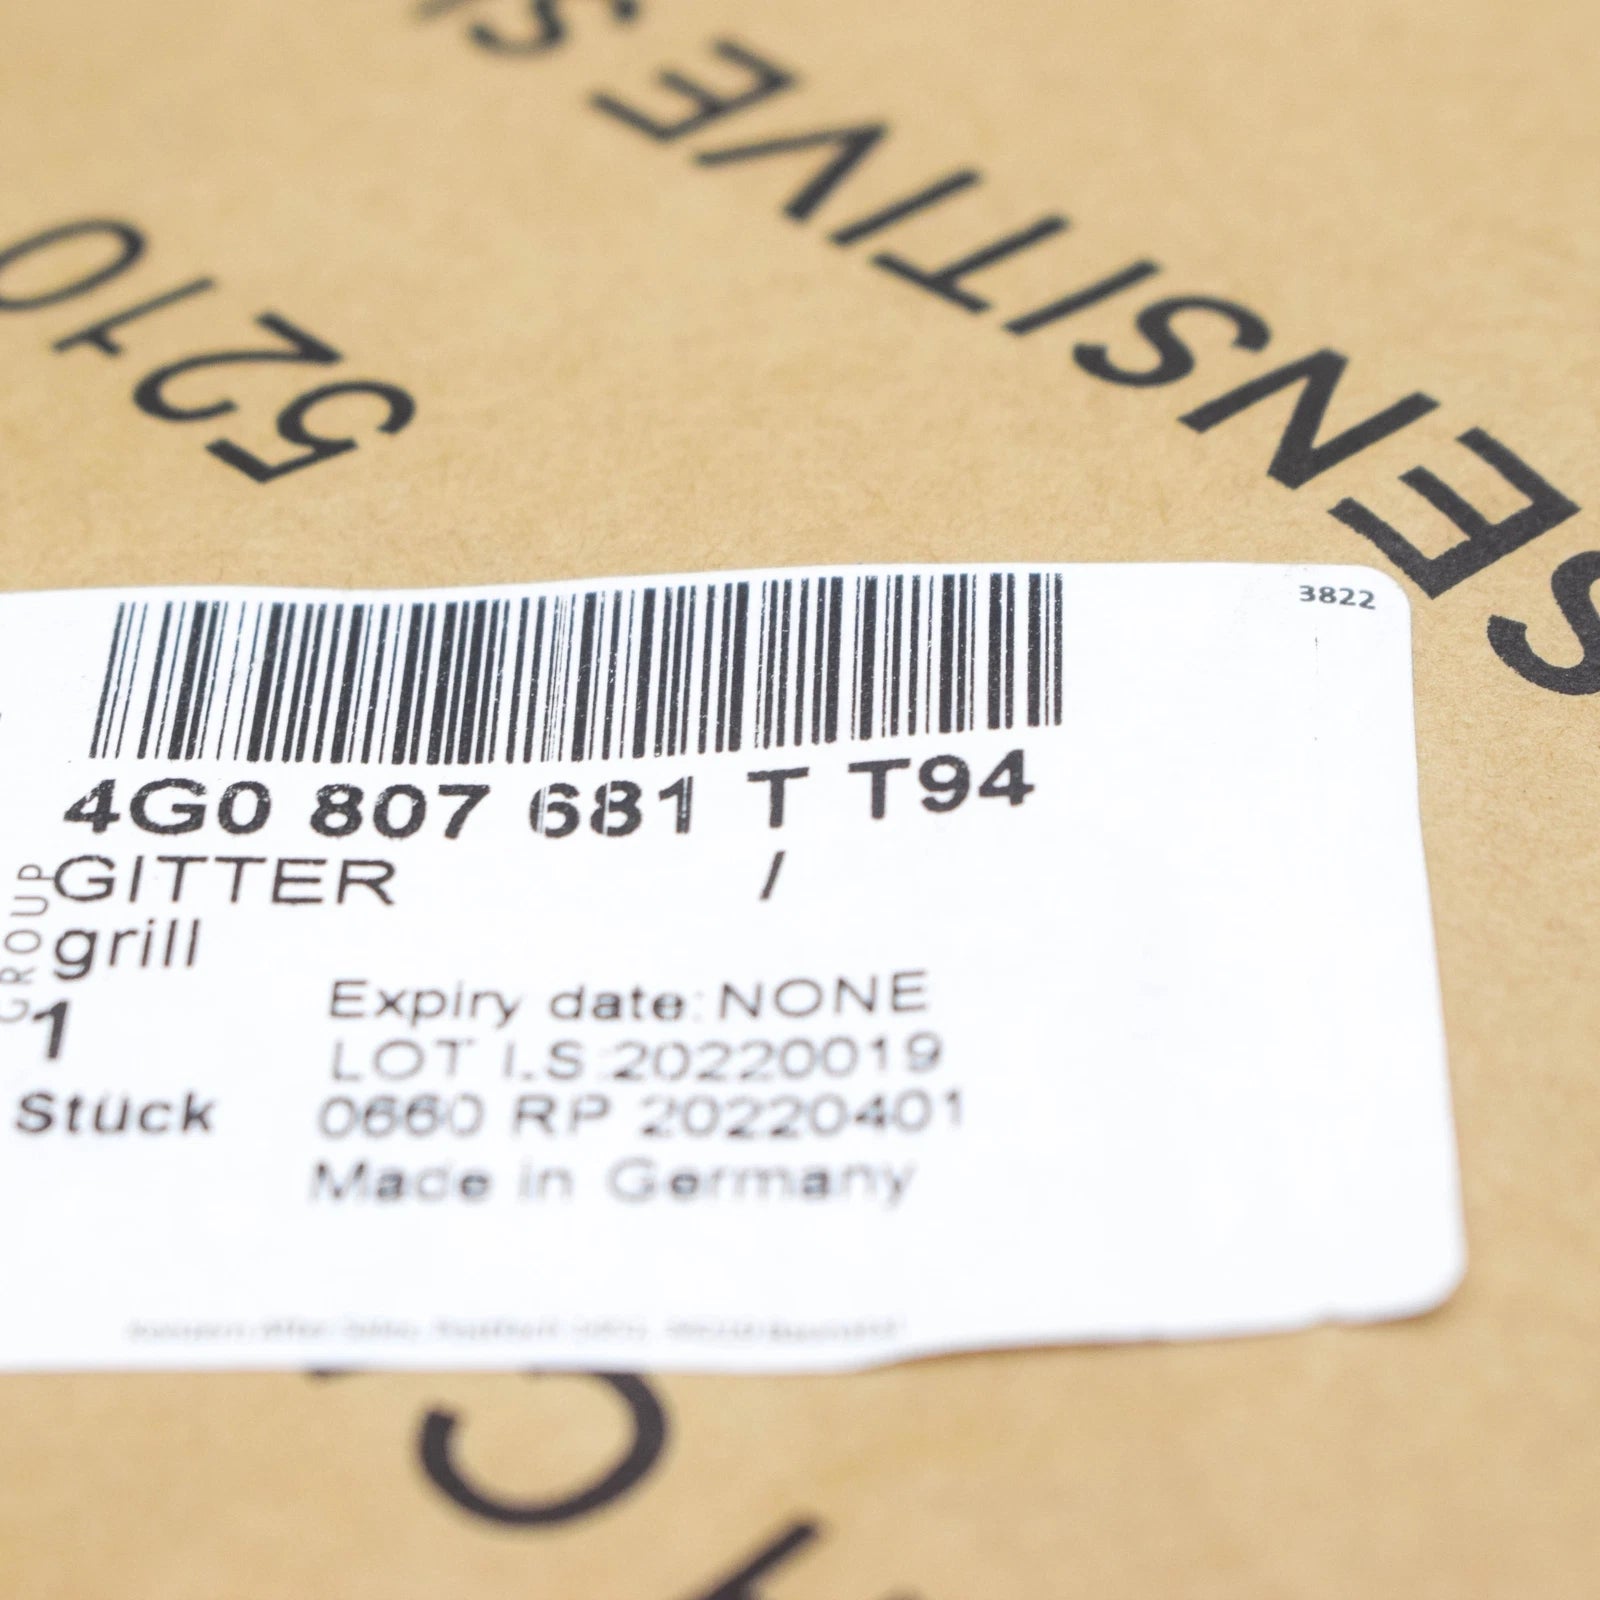 SENSITIVE
5210
3822
4G0 807 681 T T94
GITTER /
grill
GROUP
1
Stück
Expiry date:NONE
LOT I.S:20220019
0660 RP 20220401
Made in Germany